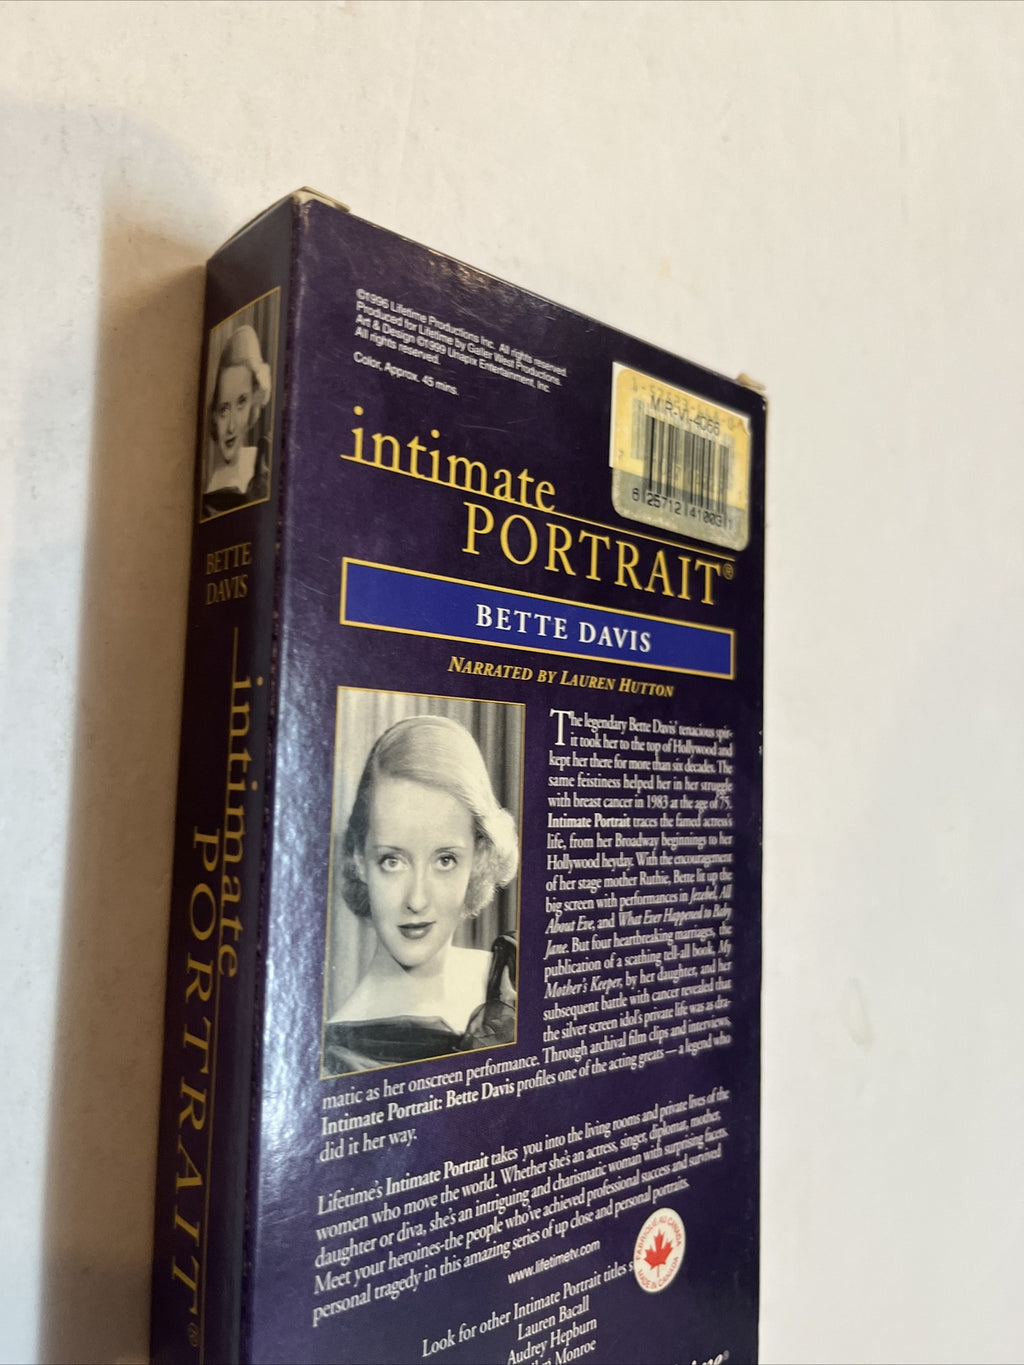 ©1996 Lifetime Productions Inc. All rights reserved.
Produced for Lifetime by Galler West Productions.
Art & Design ©1999 Unapix Entertainment, Inc.
All rights reserved.
Color, Approx. 45 mins.
MIR-V-4066
6 25712 41003 1
intimate
PORTRAIT®
BETTE DAVIS
NARRATED BY LAUREN HUTTON
The legendary Bette Davis' tenacious spir-
it took her to the top of Hollywood and
kept her there for more than six decades. The
same feistiness helped her in her struggle
with breast cancer in 1983 at the age of 75.
Intimate Portrait traces the famed actress's
life, from her Broadway beginnings to her
Hollywood heyday. With the encouragement
of her stage mother Ruthie, Bette lit up the
big screen with performances in Jezebel, All
About Eve, and What Ever Happened to Baby
Jane. But four heartbreaking marriages, the
publication of a scathing tell-all book, My
Mother's Keeper, by her daughter, and her
subsequent battle with cancer revealed that
the silver screen idol's private life was as dra-
matic as her onscreen performance. Through archival film clips and interviews,
Intimate Portrait: Bette Davis profiles one of the acting greats — a legend who
did it her way.
Lifetime's Intimate Portrait takes you into the living rooms and private lives of the
women who move the world. Whether she's an actress, singer, diplomat, mother,
daughter or diva, she's an intriguing and charismatic woman with surprising facets.
Meet your heroines-the people who've achieved professional success and survived
personal tragedy in this amazing series of up close and personal portraits.
www.lifetimetv.com
FABRIQUÉ AU CANADA
MADE IN CANADA
Look for other Intimate Portrait titles
Lauren Bacall
Audrey Hepburn
Monroe
BETTE
DAVIS
intimate
PORTRAIT®